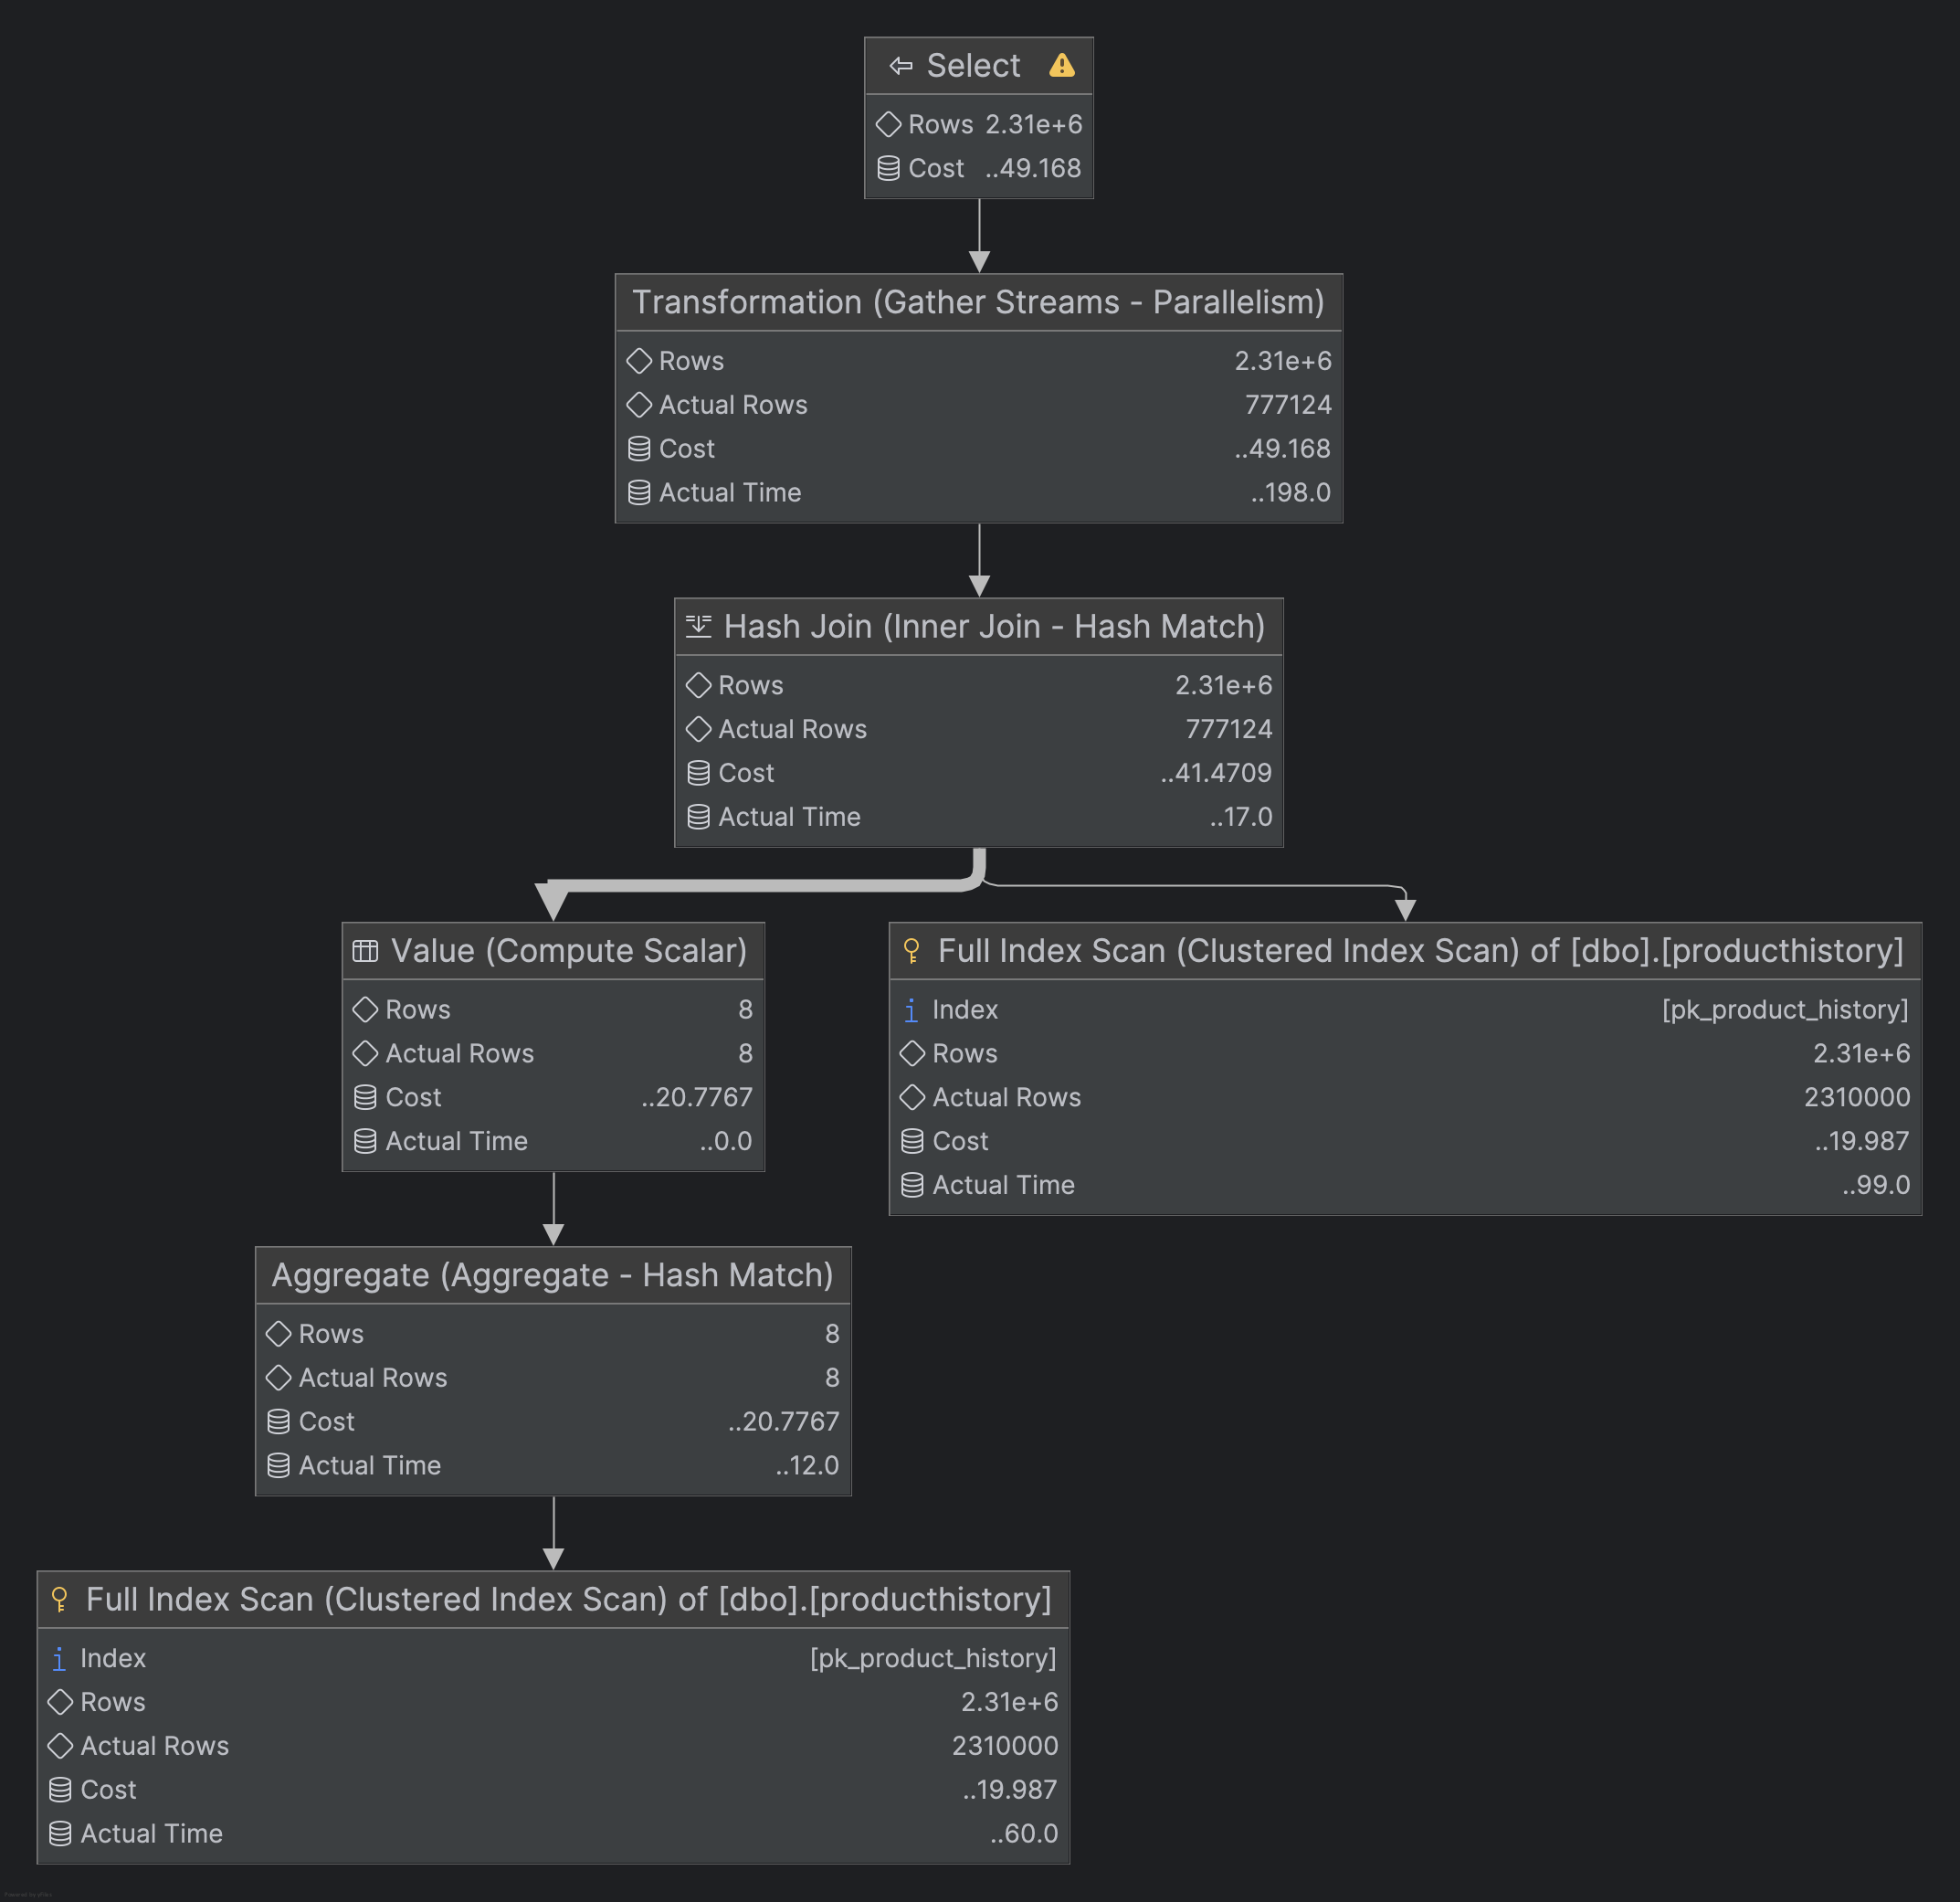 Select
Rows 2.31e+6
Cost ..49.168
Transformation (Gather Streams - Parallelism)
Rows 2.31e+6
Actual Rows 777124
Cost ..49.168
Actual Time ..198.0
Hash Join (Inner Join - Hash Match)
Rows 2.31e+6
Actual Rows 777124
Cost ..41.4709
Actual Time ..17.0
Value (Compute Scalar)
Rows 8
Actual Rows 8
Cost ..20.7767
Actual Time ..0.0
Full Index Scan (Clustered Index Scan) of [dbo].[producthistory]
i Index [pk_product_history]
Rows 2.31e+6
Actual Rows 2310000
Cost ..19.987
Actual Time ..99.0
Aggregate (Aggregate - Hash Match)
Rows 8
Actual Rows 8
Cost ..20.7767
Actual Time ..12.0
Full Index Scan (Clustered Index Scan) of [dbo].[producthistory]
i Index [pk_product_history]
Rows 2.31e+6
Actual Rows 2310000
Cost ..19.987
Actual Time ..60.0